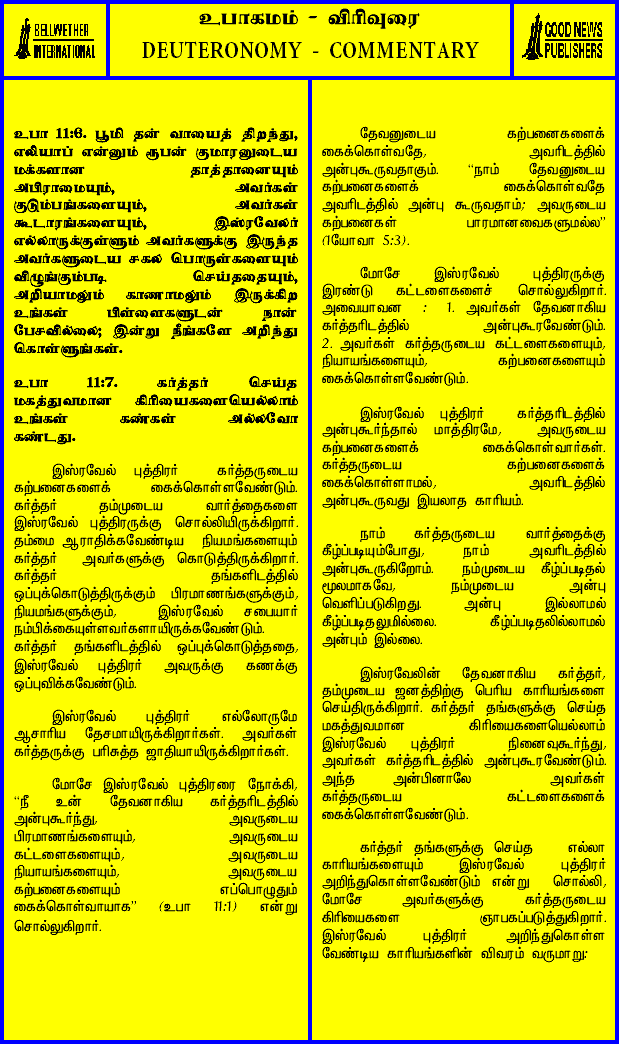 BELLWETHER
INTERNATIONAL
உபாகமம் - விரிவுரை
DEUTERONOMY - COMMENTARY
GOOD NEWS
PUBLISHERS
உபா 11:6. பூமி தன் வாயைத் திறந்து,
எலியாப் என்னும் ரூபன் குமாரனுடைய
மக்களான தாத்தானையும்
அபிராமையும், அவர்கள்
குடும்பங்களையும், அவர்கள்
கூடாரங்களையும், இஸ்ரவேலர்
எல்லாருக்குள்ளும் அவர்களுக்கு இருந்த
அவர்களுடைய சகல பொருள்களையும்
விழுங்கும்படி செய்ததையும்,
அறியாமலும் காணாமலும் இருக்கிற
உங்கள் பிள்ளைகளுடன் நான்
பேசவில்லை; இன்று நீங்களே அறிந்து
கொள்ளுங்கள்.
உபா 11:7. கர்த்தர் செய்த
மகத்துவமான கிரியைகளையெல்லாம்
உங்கள் கண்கள் அல்லவோ
கண்டது.
இஸ்ரவேல் புத்திரர் கர்த்தருடைய
கற்பனைகளைக் கைக்கொள்ளவேண்டும்.
கர்த்தர் தம்முடைய வார்த்தைகளை
இஸ்ரவேல் புத்திரருக்கு சொல்லியிருக்கிறார்.
தம்மை ஆராதிக்கவேண்டிய நியமங்களையும்
கர்த்தர் அவர்களுக்கு கொடுத்திருக்கிறார்.
கர்த்தர் தங்களிடத்தில்
ஒப்புக்கொடுத்திருக்கும் பிரமாணங்களுக்கும்,
நியமங்களுக்கும், இஸ்ரவேல் சபையார்
நம்பிக்கையுள்ளவர்களாயிருக்கவேண்டும்.
கர்த்தர் தங்களிடத்தில் ஒப்புக்கொடுத்ததை,
இஸ்ரவேல் புத்திரர் அவருக்கு கணக்கு
ஒப்புவிக்கவேண்டும்.
இஸ்ரவேல் புத்திரர் எல்லோருமே
ஆசாரிய தேசமாயிருக்கிறார்கள். அவர்கள்
கர்த்தருக்கு பரிசுத்த ஜாதியாயிருக்கிறார்கள்.
மோசே இஸ்ரவேல் புத்திரரை நோக்கி,
“நீ உன் தேவனாகிய கர்த்தரிடத்தில்
அன்புகூர்ந்து, அவருடைய
பிரமாணங்களையும், அவருடைய
கட்டளைகளையும், அவருடைய
நியாயங்களையும், அவருடைய
கற்பனைகளையும் எப்பொழுதும்
கைக்கொள்வாயாக” (உபா 11:1) என்று
சொல்லுகிறார்.
தேவனுடைய கற்பனைகளைக்
கைக்கொள்வதே, அவரிடத்தில்
அன்புகூருவதாகும். “நாம் தேவனுடைய
கற்பனைகளைக் கைக்கொள்வதே
அவரிடத்தில் அன்பு கூருவதாம்; அவருடைய
கற்பனைகள் பாரமானவைகளுமல்ல”
(1யோவா 5:3).
மோசே இஸ்ரவேல் புத்திரருக்கு
இரண்டு கட்டளைகளைச் சொல்லுகிறார்.
அவையாவன : 1. அவர்கள் தேவனாகிய
கர்த்தரிடத்தில் அன்புகூரவேண்டும்.
2. அவர்கள் கர்த்தருடைய கட்டளைகளையும்,
நியாயங்களையும், கற்பனைகளையும்
கைக்கொள்ளவேண்டும்.
இஸ்ரவேல் புத்திரர் கர்த்தரிடத்தில்
அன்புகூர்ந்தால் மாத்திரமே, அவருடைய
கற்பனைகளைக் கைக்கொள்வார்கள்.
கர்த்தருடைய கற்பனைகளைக்
கைக்கொள்ளாமல், அவரிடத்தில்
அன்புகூருவது இயலாத காரியம்.
நாம் கர்த்தருடைய வார்த்தைக்கு
கீழ்ப்படியும்போது, நாம் அவரிடத்தில்
அன்புகூருகிறோம். நம்முடைய கீழ்ப்படிதல்
மூலமாகவே, நம்முடைய அன்பு
வெளிப்படுகிறது. அன்பு இல்லாமல்
கீழ்ப்படிதலுமில்லை. கீழ்ப்படிதலில்லாமல்
அன்பும் இல்லை.
இஸ்ரவேலின் தேவனாகிய கர்த்தர்,
தம்முடைய ஜனத்திற்கு பெரிய காரியங்களை
செய்திருக்கிறார். கர்த்தர் தங்களுக்கு செய்த
மகத்துவமான கிரியைகளையெல்லாம்
இஸ்ரவேல் புத்திரர் நினைவுகூர்ந்து,
அவர்கள் கர்த்தரிடத்தில் அன்புகூரவேண்டும்.
அந்த அன்பினாலே அவர்கள்
கர்த்தருடைய கட்டளைகளைக்
கைக்கொள்ளவேண்டும்.
கர்த்தர் தங்களுக்கு செய்த எல்லா
காரியங்களையும் இஸ்ரவேல் புத்திரர்
அறிந்துகொள்ளவேண்டும் என்று சொல்லி,
மோசே அவர்களுக்கு கர்த்தருடைய
கிரியைகளை ஞாபகப்படுத்துகிறார்.
இஸ்ரவேல் புத்திரர் அறிந்துகொள்ள
வேண்டிய காரியங்களின் விவரம் வருமாறு: